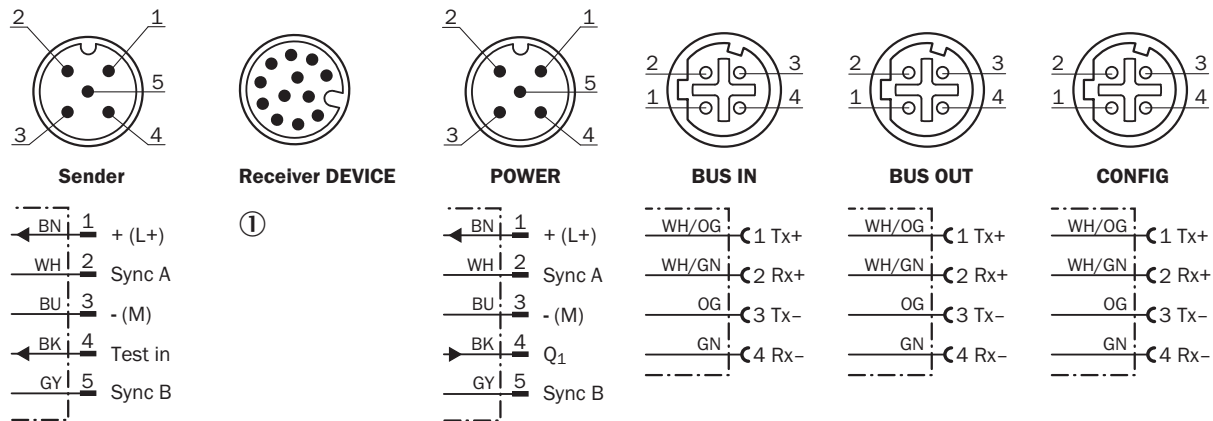 2 1
5
3 4
Sender
BN 1 + (L+)
WH 2 Sync A
BU 3 - (M)
BK 4 Test in
GY 5 Sync B
Receiver DEVICE
①
2 1
5
3 4
POWER
BN 1 + (L+)
WH 2 Sync A
BU 3 - (M)
BK 4 Q1
GY 5 Sync B
2 3
1 4
BUS IN
WH/OG 1 Tx+
WH/GN 2 Rx+
OG 3 Tx–
GN 4 Rx–
2 3
1 4
BUS OUT
WH/OG 1 Tx+
WH/GN 2 Rx+
OG 3 Tx–
GN 4 Rx–
2 3
1 4
CONFIG
WH/OG 1 Tx+
WH/GN 2 Rx+
OG 3 Tx–
GN 4 Rx–